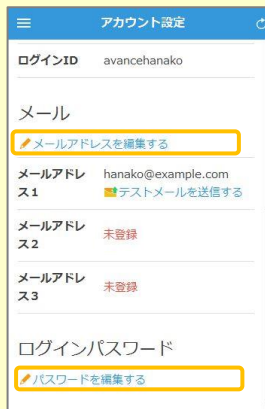 アカウント設定
ログインID avancehanako
メール
メールアドレスを編集する
メールアドレ hanako@example.com
ス1 テストメールを送信する
メールアドレ
ス2 未登録
メールアドレ
ス3 未登録
ログインパスワード
パスワードを編集する